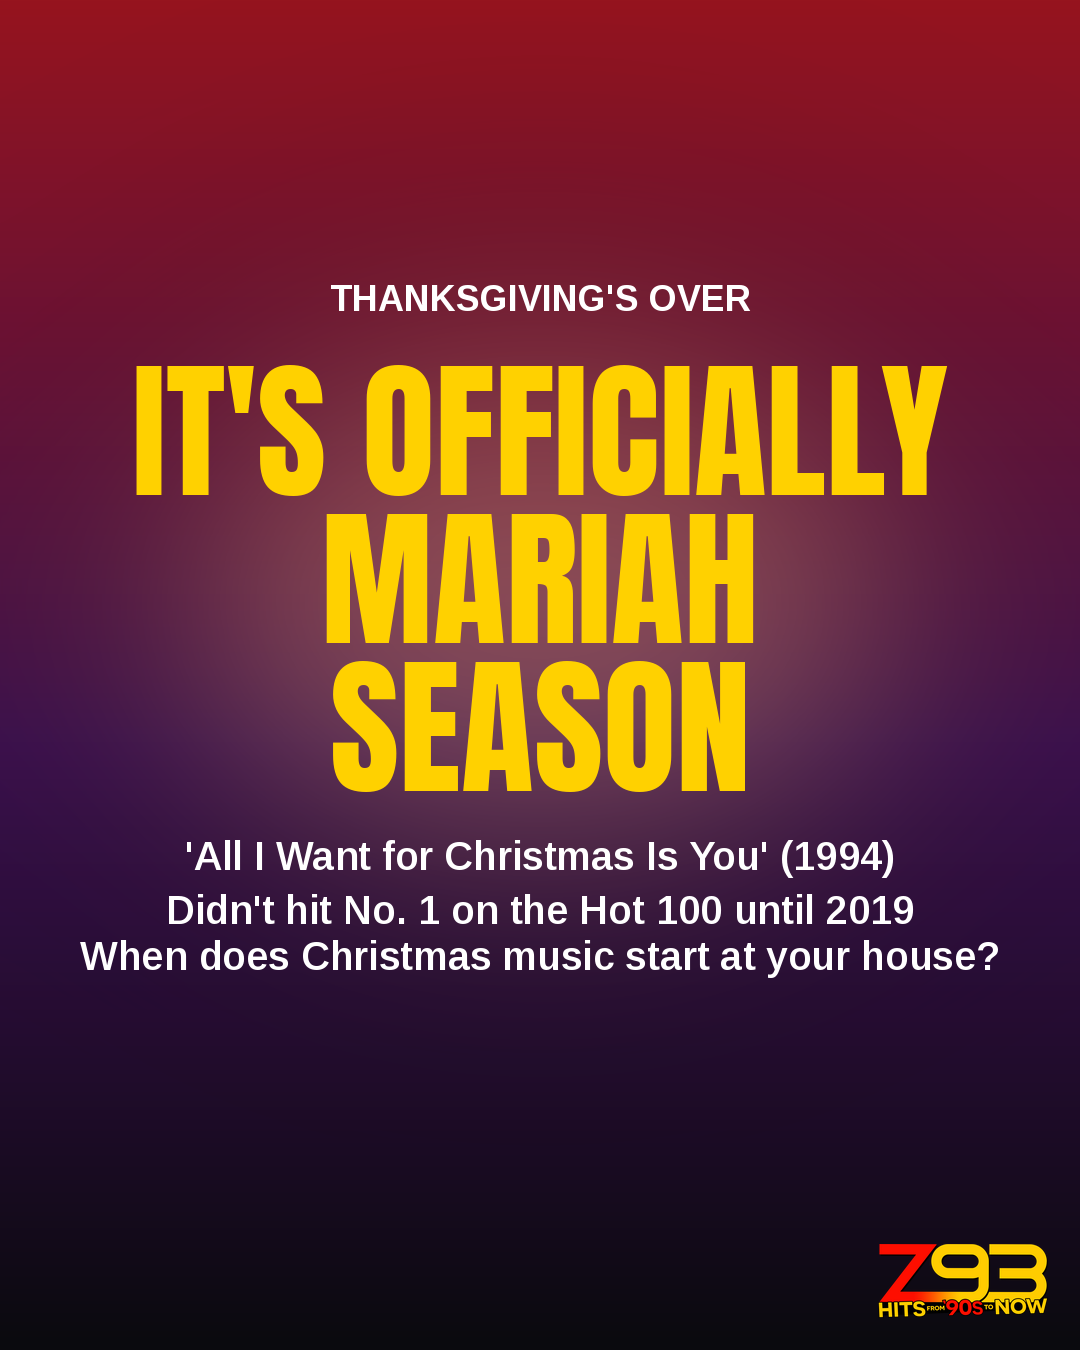 THANKSGIVING'S OVER
IT'S OFFICIALLY
MARIAH
SEASON
'All I Want for Christmas Is You' (1994)
Didn't hit No. 1 on the Hot 100 until 2019
When does Christmas music start at your house?
Z93
HITS FROM '90S TO NOW